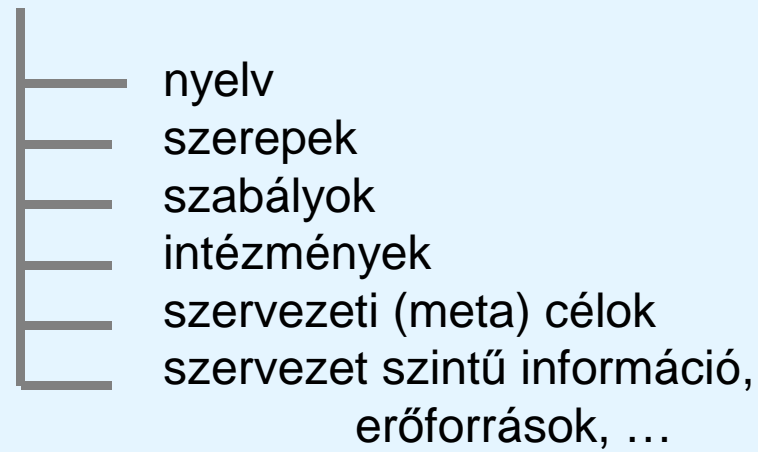 nyelv
szerepek
szabályok
intézmények
szervezeti (meta) célok
szervezet szintű információ,
erőforrások, …